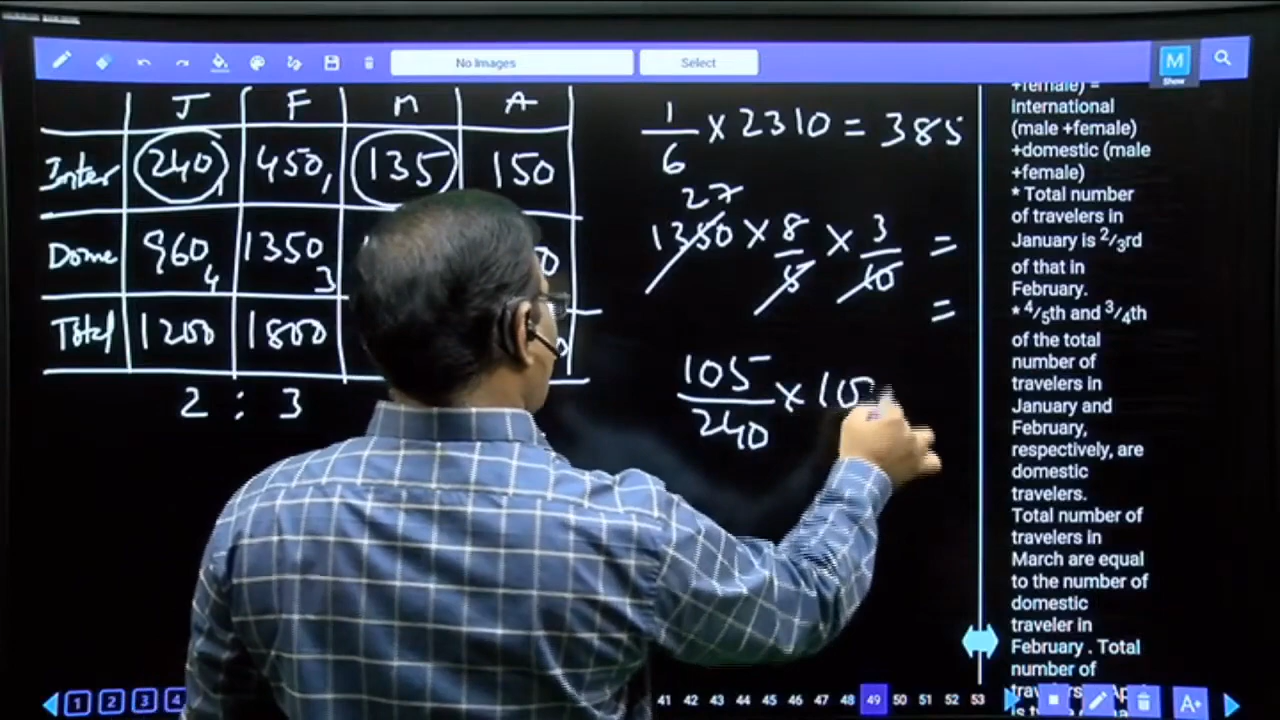 No Images
Select
M
Show
J F M A
Inter 240 450 135 150
Dome 960 4 1350 3
Total 1200 1800
2 : 3
1/6 × 2310 = 385
27
1350 × 8/5 × 3/10 =
=
105/240 × 10
+female) =
international
(male +female)
+domestic (male
+female)
* Total number
of travelers in
January is 2/3rd
of that in
February.
* 4/5th and 3/4th
of the total
number of
travelers in
January and
February,
respectively, are
domestic
travelers.
Total number of
travelers in
March are equal
to the number of
domestic
traveler in
February . Total
number of
1 2 3 4 41 42 43 44 45 46 47 48 49 50 51 52 53
A+